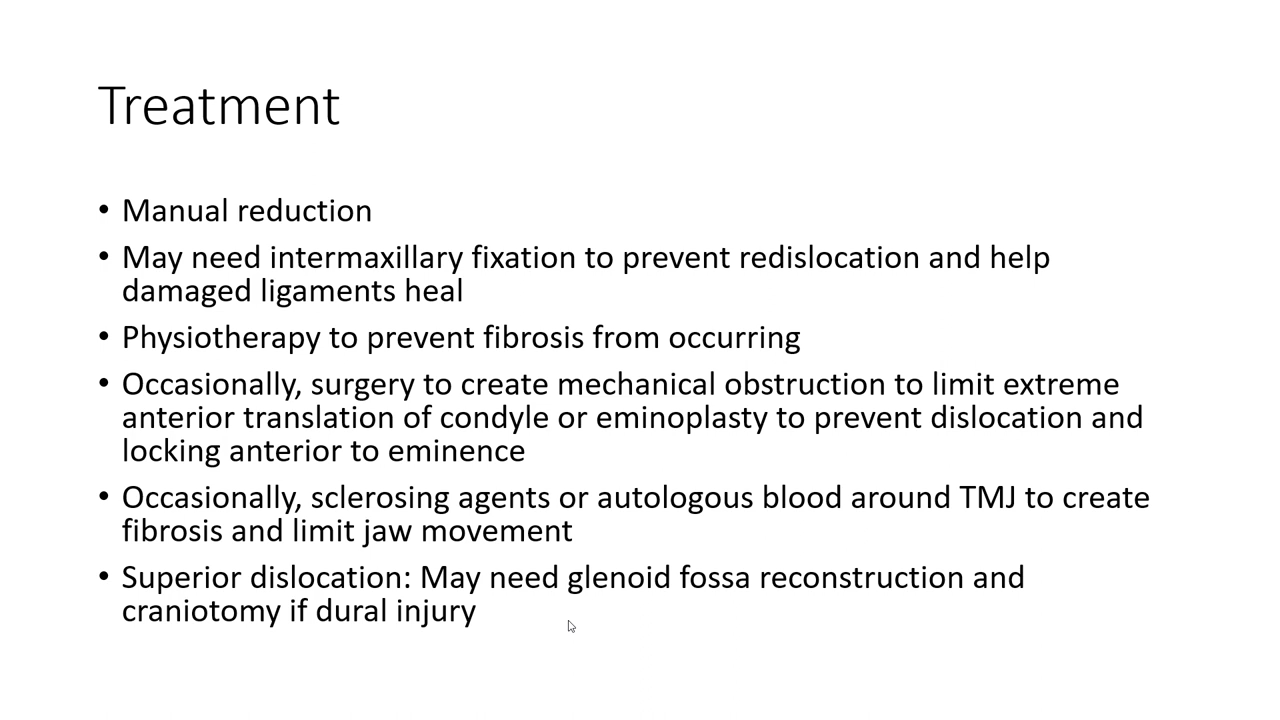 Treatment
• Manual reduction
• May need intermaxillary fixation to prevent redislocation and help
damaged ligaments heal
• Physiotherapy to prevent fibrosis from occurring
• Occasionally, surgery to create mechanical obstruction to limit extreme
anterior translation of condyle or eminoplasty to prevent dislocation and
locking anterior to eminence
• Occasionally, sclerosing agents or autologous blood around TMJ to create
fibrosis and limit jaw movement
• Superior dislocation: May need glenoid fossa reconstruction and
craniotomy if dural injury